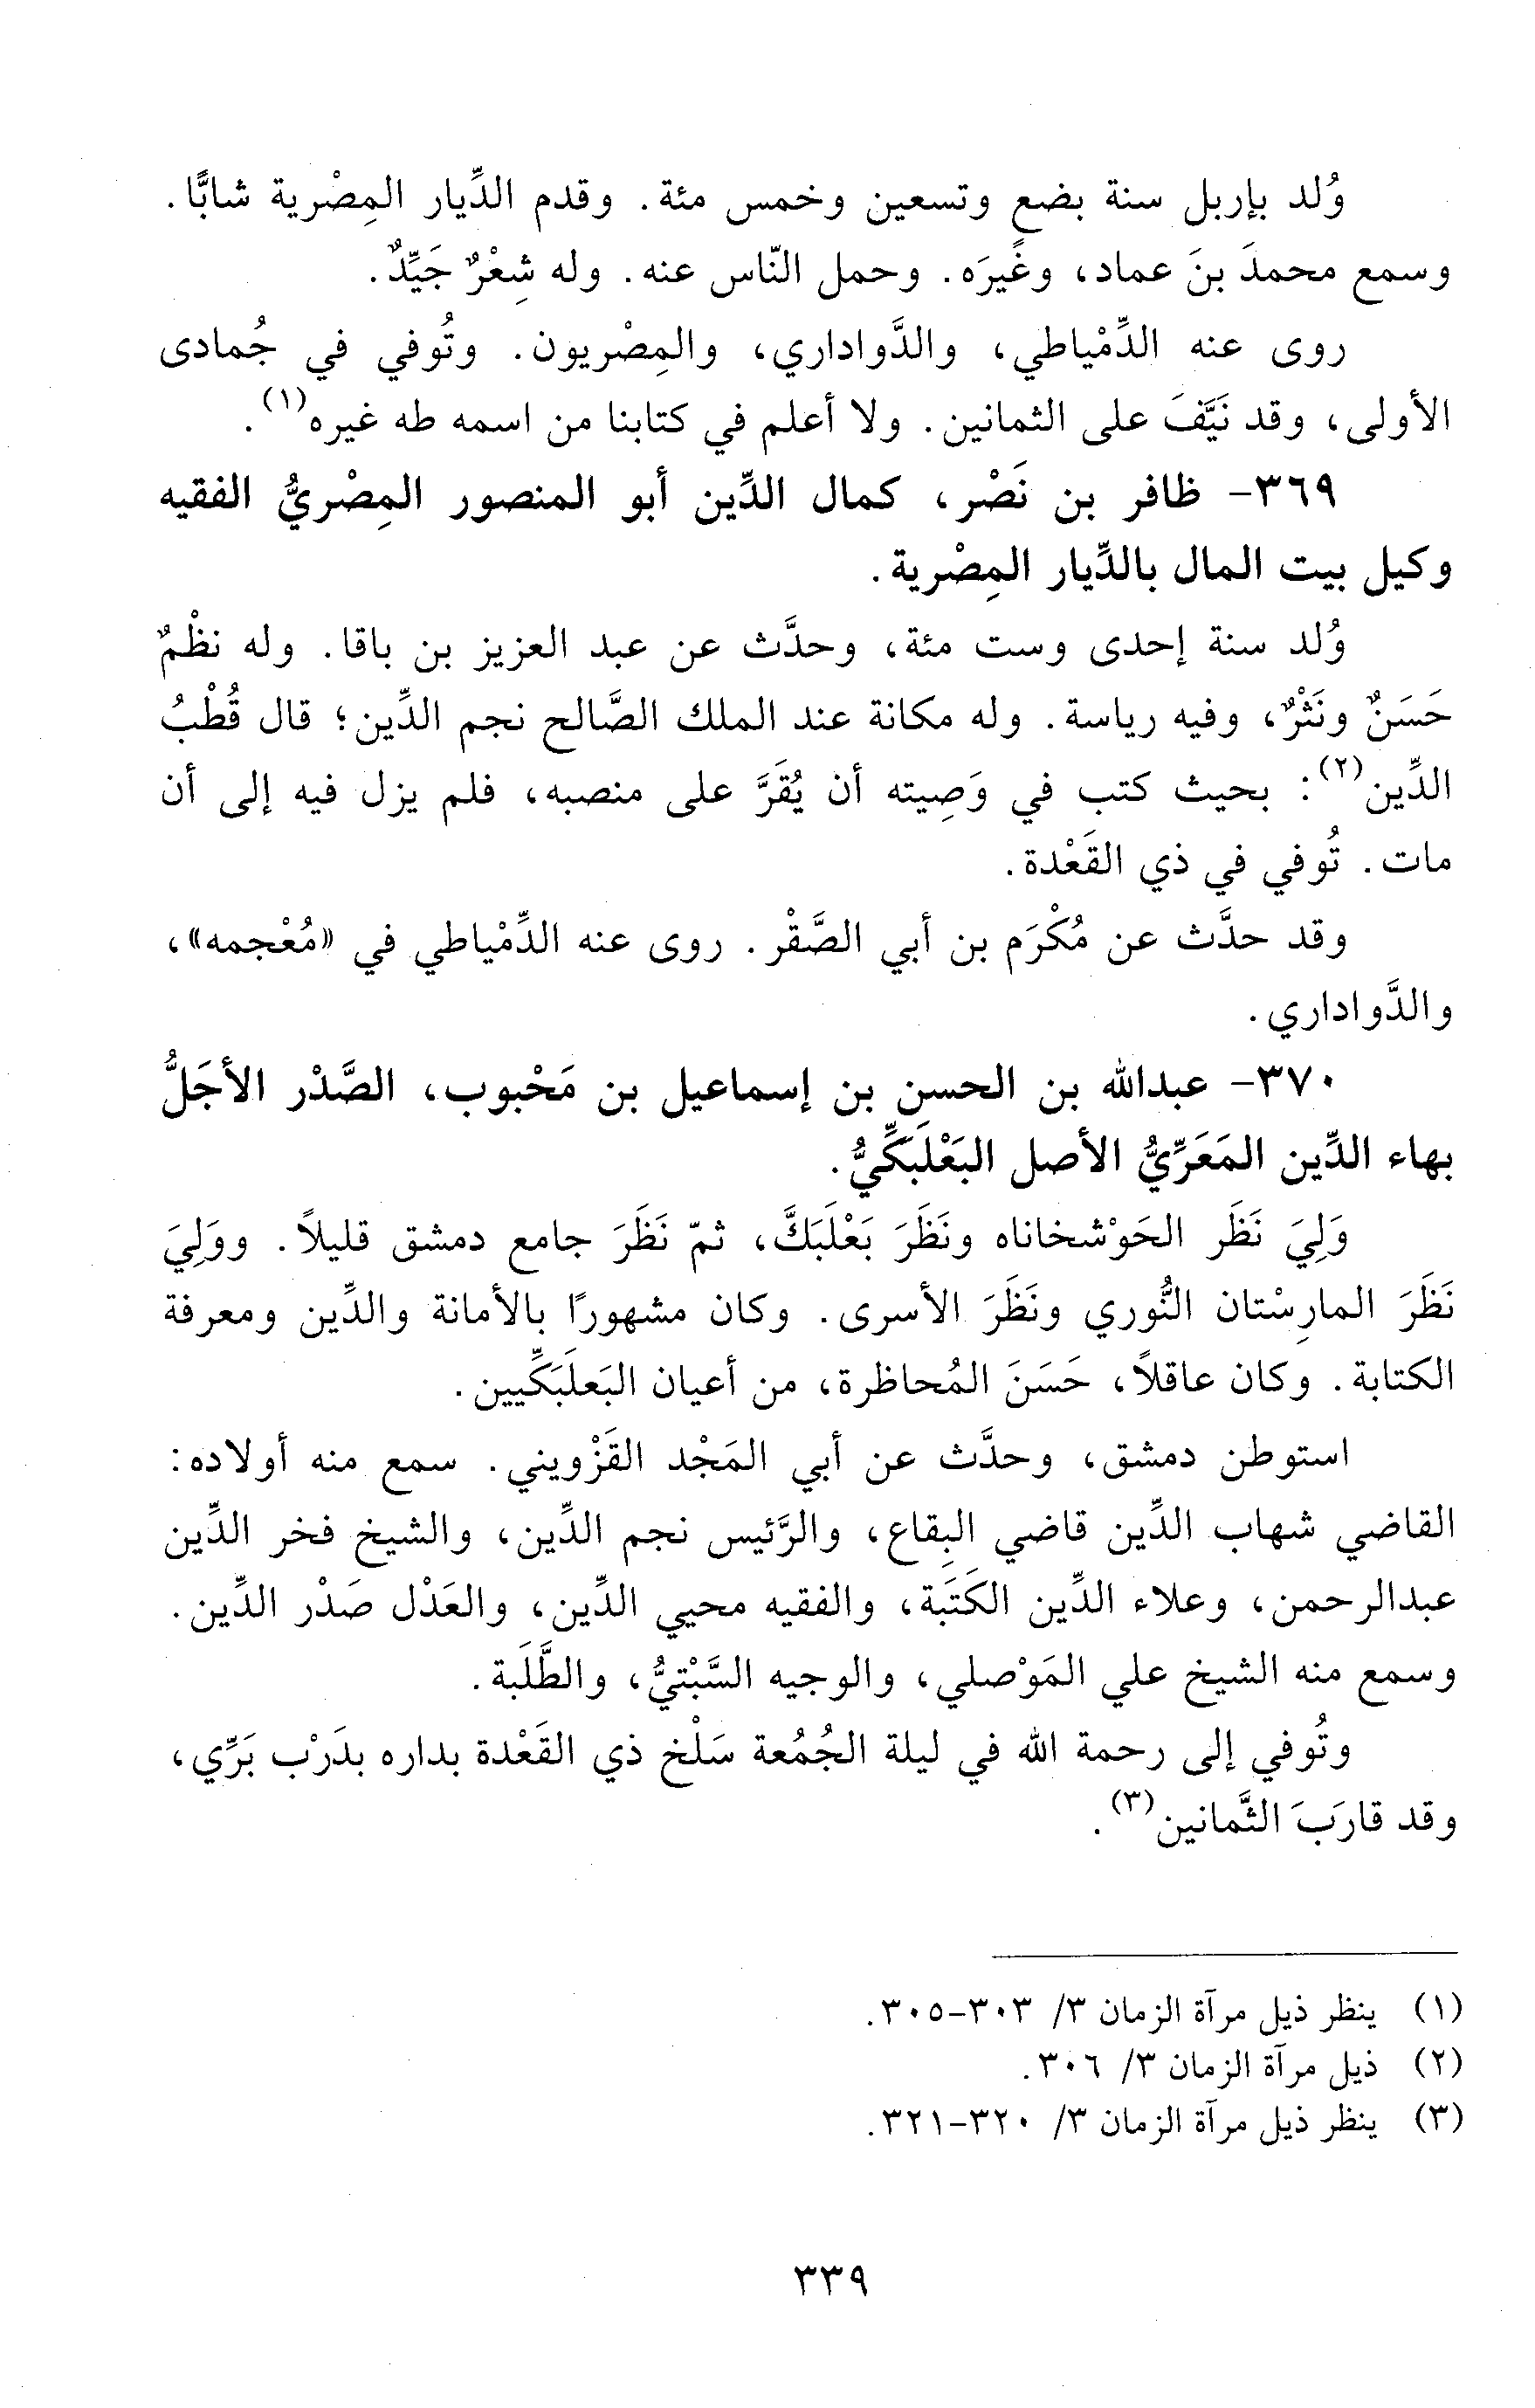 وُلد بإربل سنة بضع وتسعين وخمس مئة. وقدم الدِّيار المِصْرية شابًّا.
وسمع محمدَ بنَ عماد، وغَيرَه. وحمل النّاس عنه. وله شِعْرٌ جَيِّدٌ.
روى عنه الدِّمْياطي، والدَّواداري، والمِصْريون. وتُوفي في جُمادى
الأولى، وقد نَيَّفَ على الثمانين. ولا أعلم في كتابنا من اسمه طه غيره(١).
٣٦٩- ظافر بن نَصْر، كمال الدِّين أبو المنصور المِصْريُّ الفقيه
وكيل بيت المال بالدِّيار المِصْرية.
وُلد سنة إحدى وست مئة، وحدَّث عن عبد العزيز بن باقا. وله نظْمٌ
حَسَنٌ ونَثْرٌ، وفيه رياسة. وله مكانة عند الملك الصَّالح نجم الدِّين؛ قال قُطْبُ
الدِّين(٢): بحيث كتب في وَصِيته أن يُقَرَّ على منصبه، فلم يزل فيه إلى أن
مات. تُوفي في ذي القَعْدة.
وقد حدَّث عن مُكْرَم بن أبي الصَّقْر. روى عنه الدِّمْياطي في «مُعْجمه»،
والدَّواداري.
٣٧٠- عبدالله بن الحسن بن إسماعيل بن مَحْبوب، الصَّدْر الأجَلُّ
بهاء الدِّين المَعَرِّيُّ الأصل البَعْلَبَكِّيُّ.
وَلِيَ نَظَر الحَوْشخاناه ونَظَرَ بَعْلَبَكَّ، ثمّ نَظَرَ جامع دمشق قليلاً. ووَلِيَ
نَظَرَ المارِسْتان النُّوري ونَظَرَ الأسرى. وكان مشهورًا بالأمانة والدِّين ومعرفة
الكتابة. وكان عاقلاً، حَسَنَ المُحاظرة، من أعيان البَعلَبَكِّيين.
استوطن دمشق، وحدَّث عن أبي المَجْد القَزْويني. سمع منه أولاده:
القاضي شهاب الدِّين قاضي البِقاع، والرَّئيس نجم الدِّين، والشيخ فخر الدِّين
عبدالرحمن، وعلاء الدِّين الكَتَبة، والفقيه محيي الدِّين، والعَدْل صَدْر الدِّين.
وسمع منه الشيخ علي المَوْصلي، والوجيه السَّبْتيُّ، والطَّلَبة.
وتُوفي إلى رحمة الله في ليلة الجُمُعة سَلْخ ذي القَعْدة بداره بدَرْب بَرِّي،
وقد قارَبَ الثَّمانين(٣).
(١) ينظر ذيل مرآة الزمان ٣/ ٣٠٣-٣٠٥.
(٢) ذيل مرآة الزمان ٣/ ٣٠٦.
(٣) ينظر ذيل مرآة الزمان ٣/ ٣٢٠-٣٢١.
٣٣٩